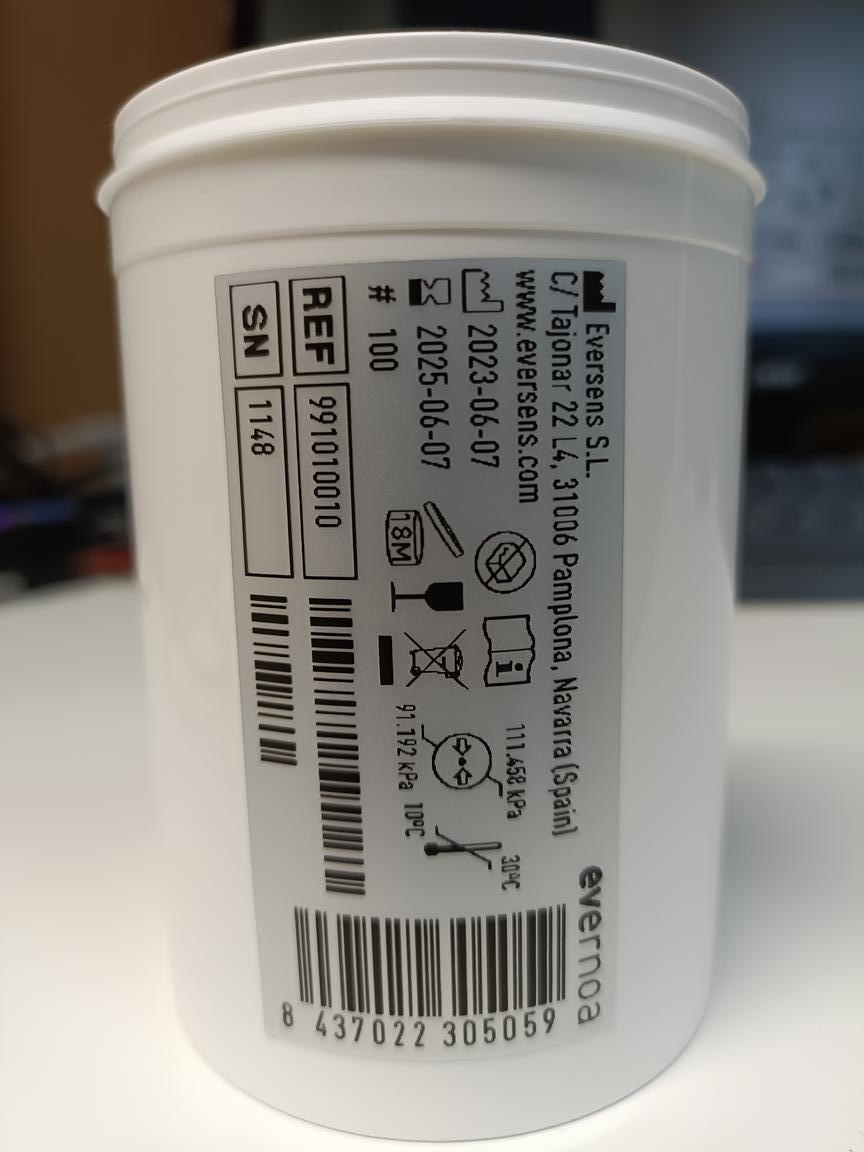 Eversens S.L.
C/ Tajonar 22 L4, 31006 Pamplona, Navarra (Spain)
www.eversens.com
2023-06-07
2025-06-07
# 100
REF 991010010
SN 1148
18M
i
111.458 kPa
91.192 kPa
30ºC
10ºC
evernoa
8 437022 305059